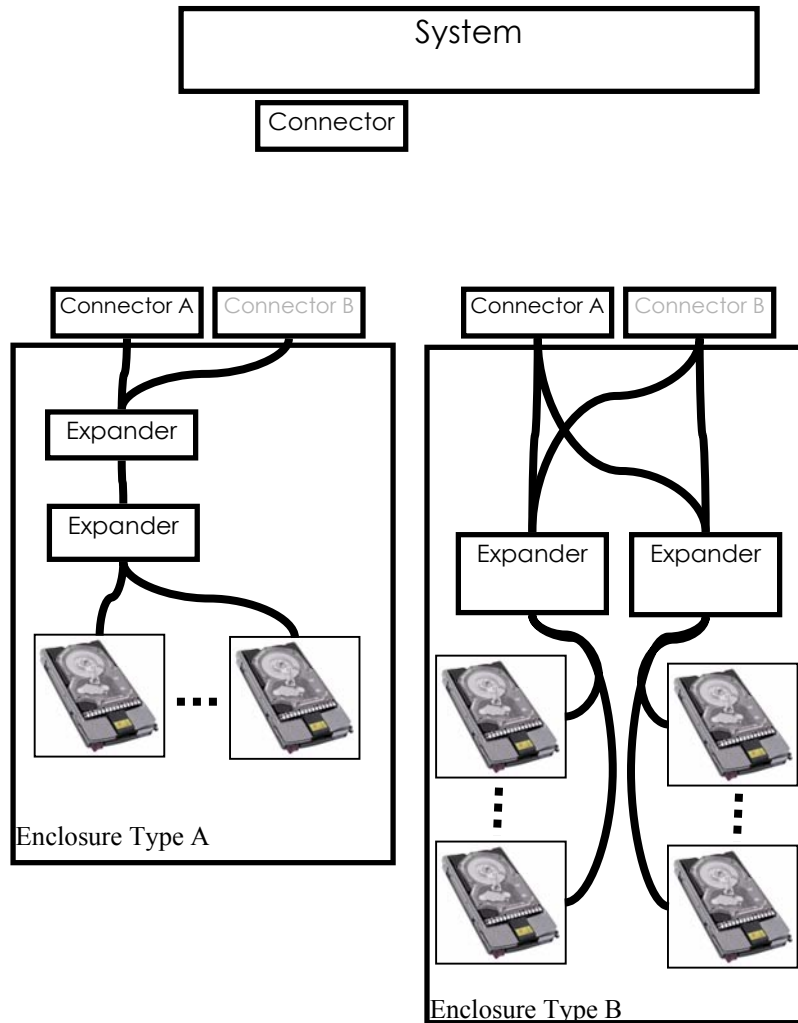 System
Connector
Connector A
Connector B
Connector A
Connector B
Expander
Expander
Expander
Expander
Enclosure Type A
Enclosure Type B